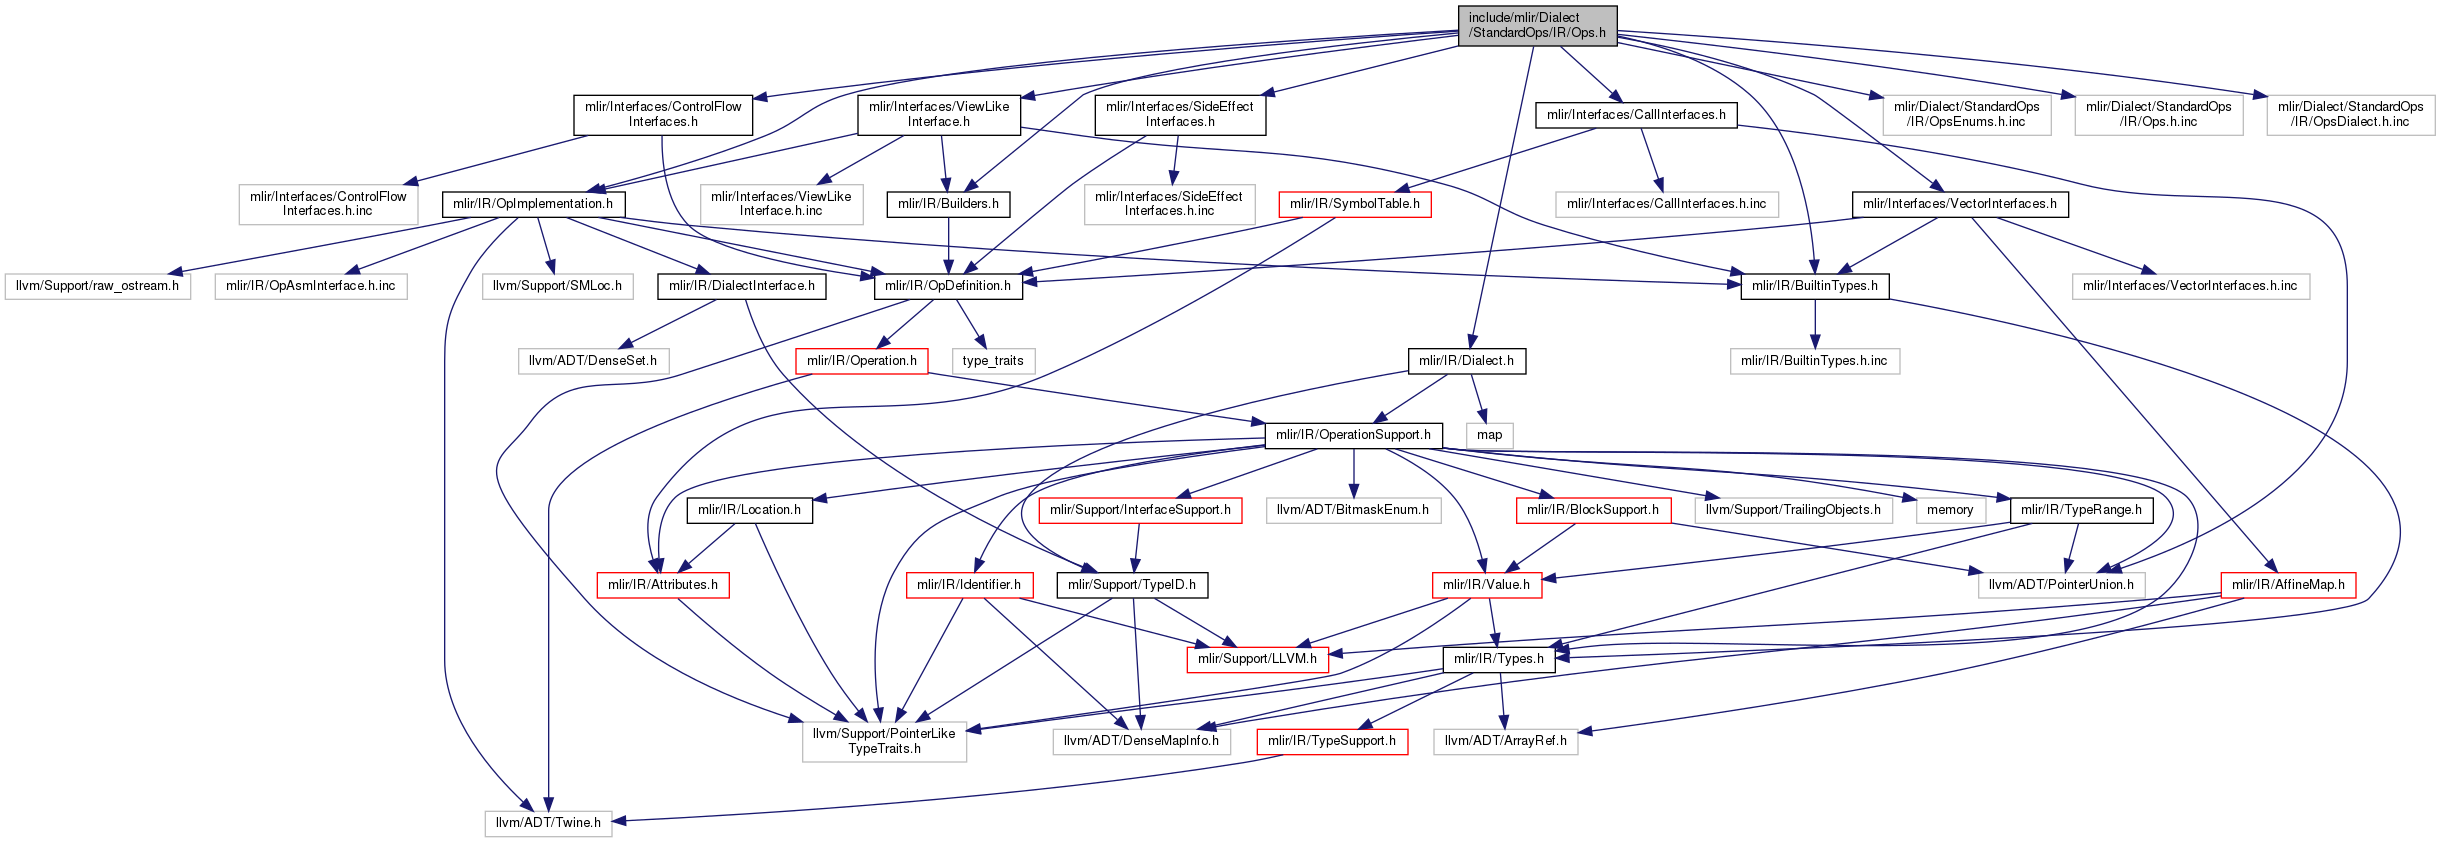 include/mlir/Dialect
/StandardOps/IR/Ops.h
mlir/Interfaces/ControlFlow
Interfaces.h
mlir/Interfaces/ViewLike
Interface.h
mlir/Interfaces/SideEffect
Interfaces.h
mlir/Interfaces/CallInterfaces.h
mlir/Dialect/StandardOps
/IR/OpsEnums.h.inc
mlir/Dialect/StandardOps
/IR/Ops.h.inc
mlir/Dialect/StandardOps
/IR/OpsDialect.h.inc
mlir/Interfaces/ControlFlow
Interfaces.h.inc
mlir/IR/OpImplementation.h
mlir/Interfaces/ViewLike
Interface.h.inc
mlir/IR/Builders.h
mlir/Interfaces/SideEffect
Interfaces.h.inc
mlir/IR/SymbolTable.h
mlir/Interfaces/CallInterfaces.h.inc
mlir/Interfaces/VectorInterfaces.h
llvm/Support/raw_ostream.h
mlir/IR/OpAsmInterface.h.inc
llvm/Support/SMLoc.h
mlir/IR/DialectInterface.h
mlir/IR/OpDefinition.h
mlir/IR/BuiltinTypes.h
mlir/Interfaces/VectorInterfaces.h.inc
llvm/ADT/DenseSet.h
mlir/IR/Operation.h
type_traits
mlir/IR/Dialect.h
mlir/IR/BuiltinTypes.h.inc
mlir/IR/OperationSupport.h
map
mlir/IR/Location.h
mlir/Support/InterfaceSupport.h
llvm/ADT/BitmaskEnum.h
mlir/IR/BlockSupport.h
llvm/Support/TrailingObjects.h
memory
mlir/IR/TypeRange.h
mlir/IR/Attributes.h
mlir/IR/Identifier.h
mlir/Support/TypeID.h
mlir/IR/Value.h
llvm/ADT/PointerUnion.h
mlir/IR/AffineMap.h
mlir/Support/LLVM.h
mlir/IR/Types.h
llvm/Support/PointerLike
TypeTraits.h
llvm/ADT/DenseMapInfo.h
mlir/IR/TypeSupport.h
llvm/ADT/ArrayRef.h
llvm/ADT/Twine.h